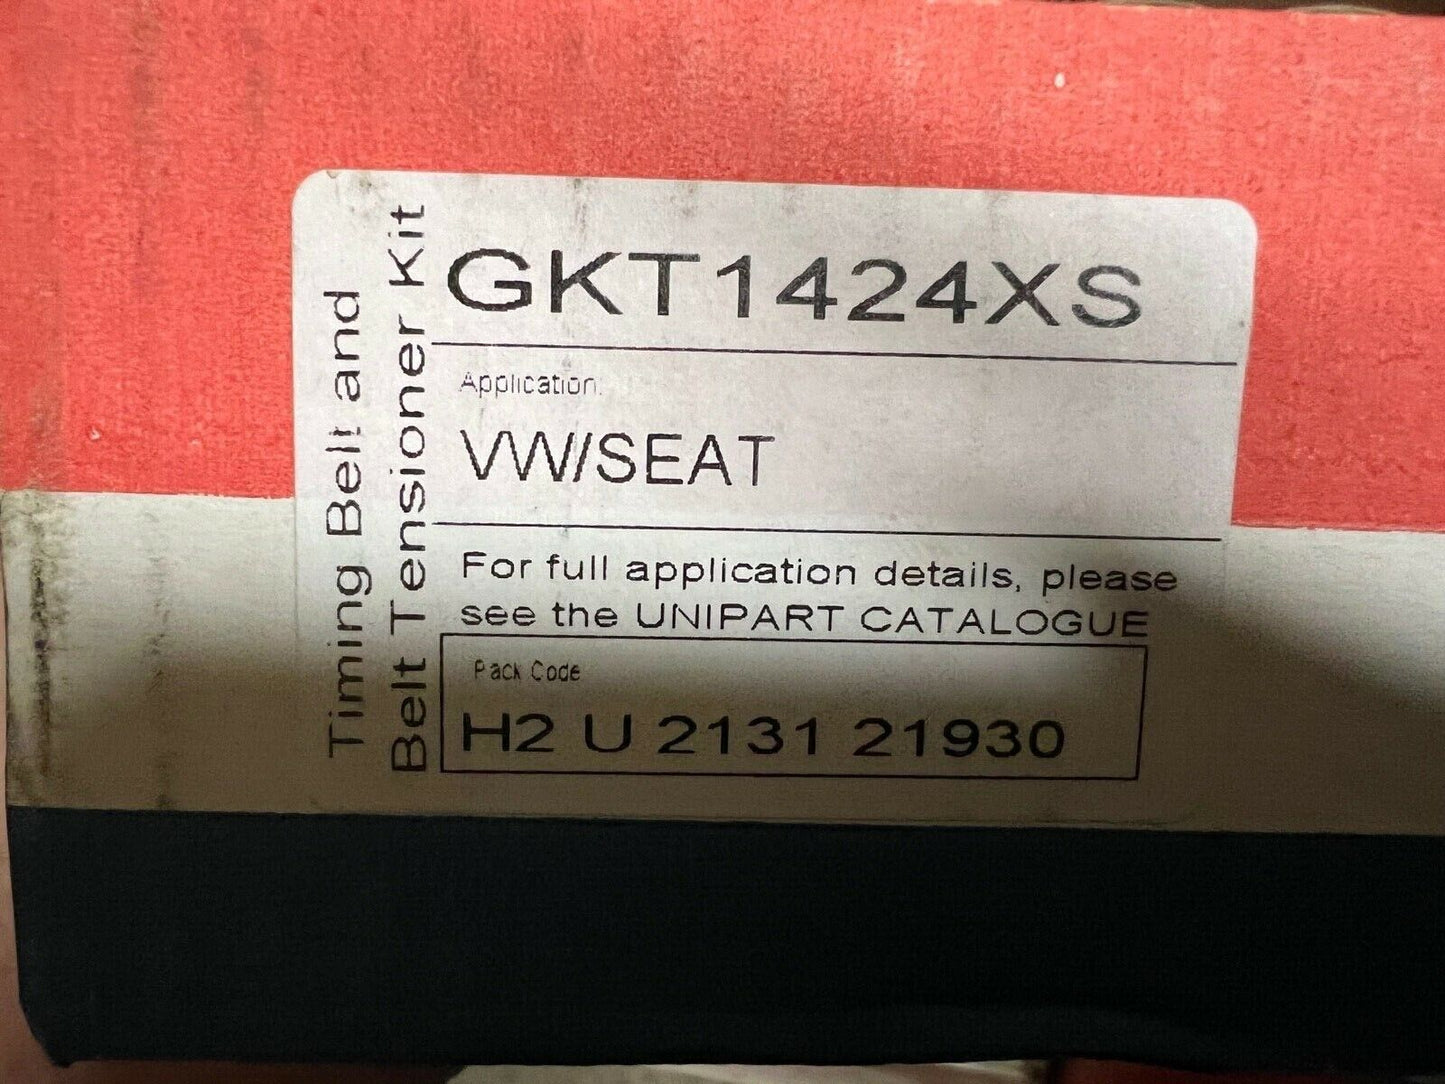 Timing Belt and
Belt Tensioner Kit
GKT1424XS
Application.
VW/SEAT
For full application details, please
see the UNIPART CATALOGUE
Pack Code
H2 U 2131 21930